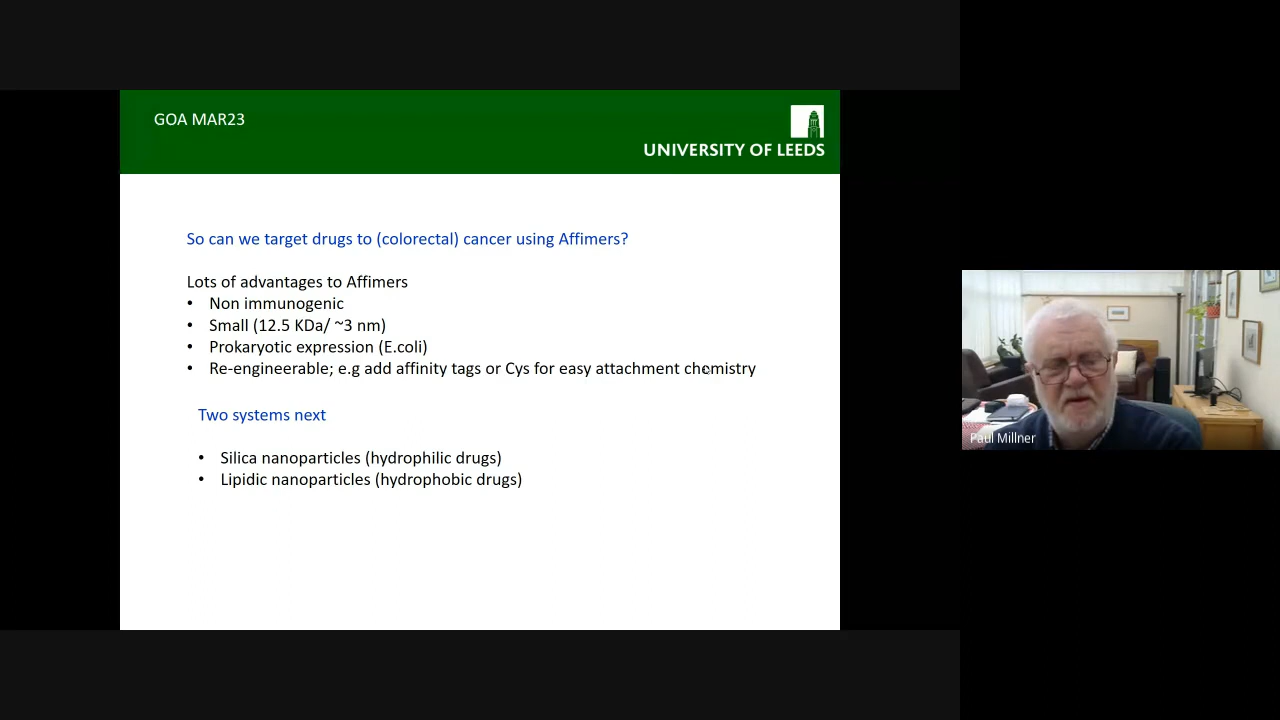 GOA MAR23
UNIVERSITY OF LEEDS
So can we target drugs to (colorectal) cancer using Affimers?
Lots of advantages to Affimers
• Non immunogenic
• Small (12.5 KDa/ ~3 nm)
• Prokaryotic expression (E.coli)
• Re-engineerable; e.g add affinity tags or Cys for easy attachment chemistry
Two systems next
• Silica nanoparticles (hydrophilic drugs)
• Lipidic nanoparticles (hydrophobic drugs)
Paul Millner